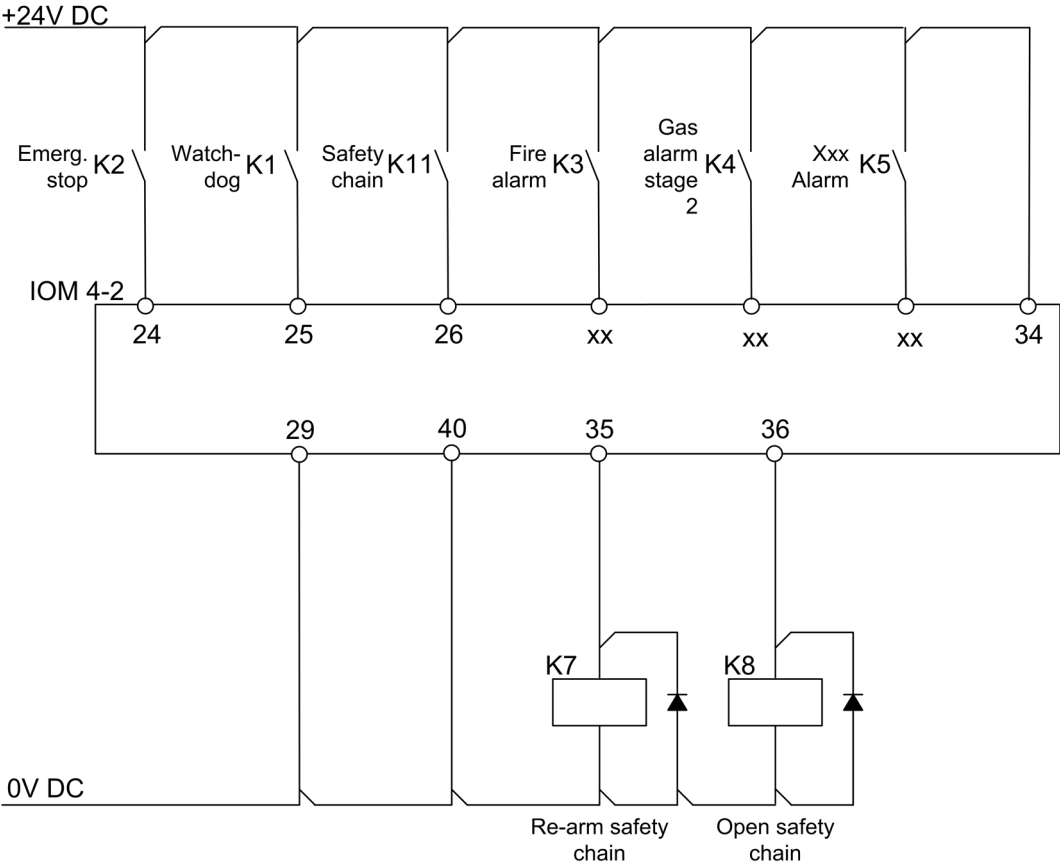 +24V DC
Emerg.
stop
K2
Watch-
dog
K1
Safety
chain
K11
Fire
alarm
K3
Gas
alarm
stage
2
K4
Xxx
Alarm
K5
IOM 4-2
24
25
26
xx
xx
xx
34
29
40
35
36
K7
K8
0V DC
Re-arm safety
chain
Open safety
chain